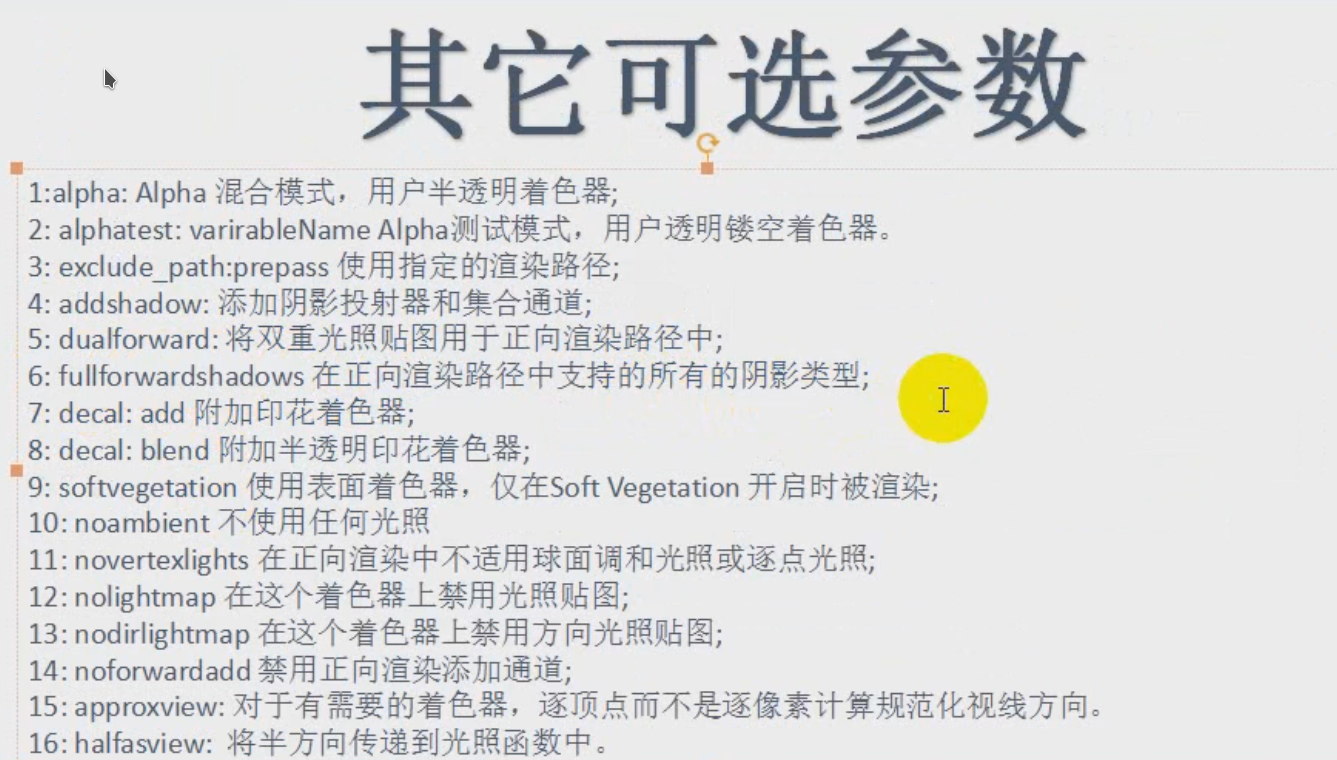 其它可选参数
1:alpha: Alpha 混合模式，用户半透明着色器;
2: alphatest: varirableName Alpha测试模式，用户透明镂空着色器。
3: exclude_path:prepass 使用指定的渲染路径;
4: addshadow: 添加阴影投射器和集合通道;
5: dualforward: 将双重光照贴图用于正向渲染路径中;
6: fullforwardshadows 在正向渲染路径中支持的所有的阴影类型;
7: decal: add 附加印花着色器;
8: decal: blend 附加半透明印花着色器;
9: softvegetation 使用表面着色器，仅在Soft Vegetation 开启时被渲染;
10: noambient 不使用任何光照
11: novertexlights 在正向渲染中不适用球面调和光照或逐点光照;
12: nolightmap 在这个着色器上禁用光照贴图;
13: nodirlightmap 在这个着色器上禁用方向光照贴图;
14: noforwardadd 禁用正向渲染添加通道;
15: approxview: 对于有需要的着色器，逐顶点而不是逐像素计算规范化视线方向。
16: halfasview: 将半方向传递到光照函数中。